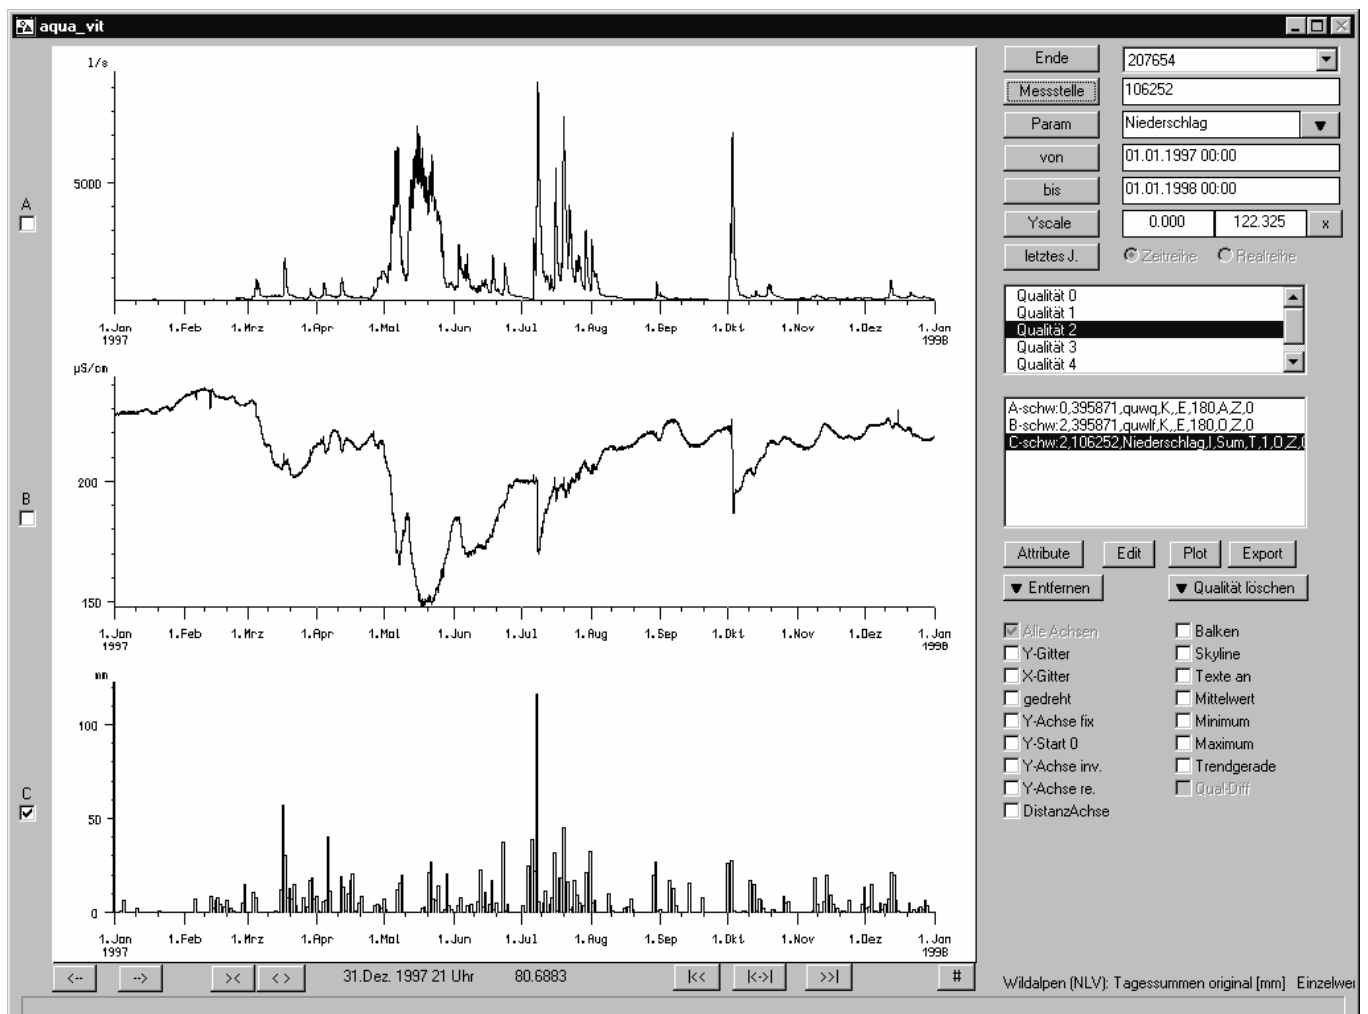 aqua_vit
l/s
5000
1.Jan 1.Feb 1.Mrz 1.Apr 1.Mai 1.Jun 1.Jul 1.Aug 1.Sep 1.Okt 1.Nov 1.Dez 1.Jan
1997 1998
A
µS/cm
200
150
1.Jan 1.Feb 1.Mrz 1.Apr 1.Mai 1.Jun 1.Jul 1.Aug 1.Sep 1.Okt 1.Nov 1.Dez 1.Jan
1997 1998
B
mm
100
50
0
1.Jan 1.Feb 1.Mrz 1.Apr 1.Mai 1.Jun 1.Jul 1.Aug 1.Sep 1.Okt 1.Nov 1.Dez 1.Jan
1997 1998
C
<-- --> >< <> 31.Dez. 1997 21 Uhr 80.6883 |<< |<->| >>| #
Ende 207654
Messstelle 106252
Param Niederschlag
von 01.01.1997 00:00
bis 01.01.1998 00:00
Yscale 0.000 122.325 x
letztes J. Zeitreihe Realreihe
Qualität 0
Qualität 1
Qualität 2
Qualität 3
Qualität 4
A-schw:0,395871,quwq,K,,E,180,A,Z,0
B-schw:2,395871,quwlf,K,,E,180,O,Z,0
C-schw:2,106252,Niederschlag,I,Sum,T,1,O,Z,
Attribute Edit Plot Export
Entfernen Qualität löschen
Alle Achsen Balken
Y-Gitter Skyline
X-Gitter Texte an
gedreht Mittelwert
Y-Achse fix Minimum
Y-Start 0 Maximum
Y-Achse inv. Trendgerade
Y-Achse re. Qual-Diff
DistanzAchse
Wildalpen (NLV): Tagessummen original [mm] Einzelwe